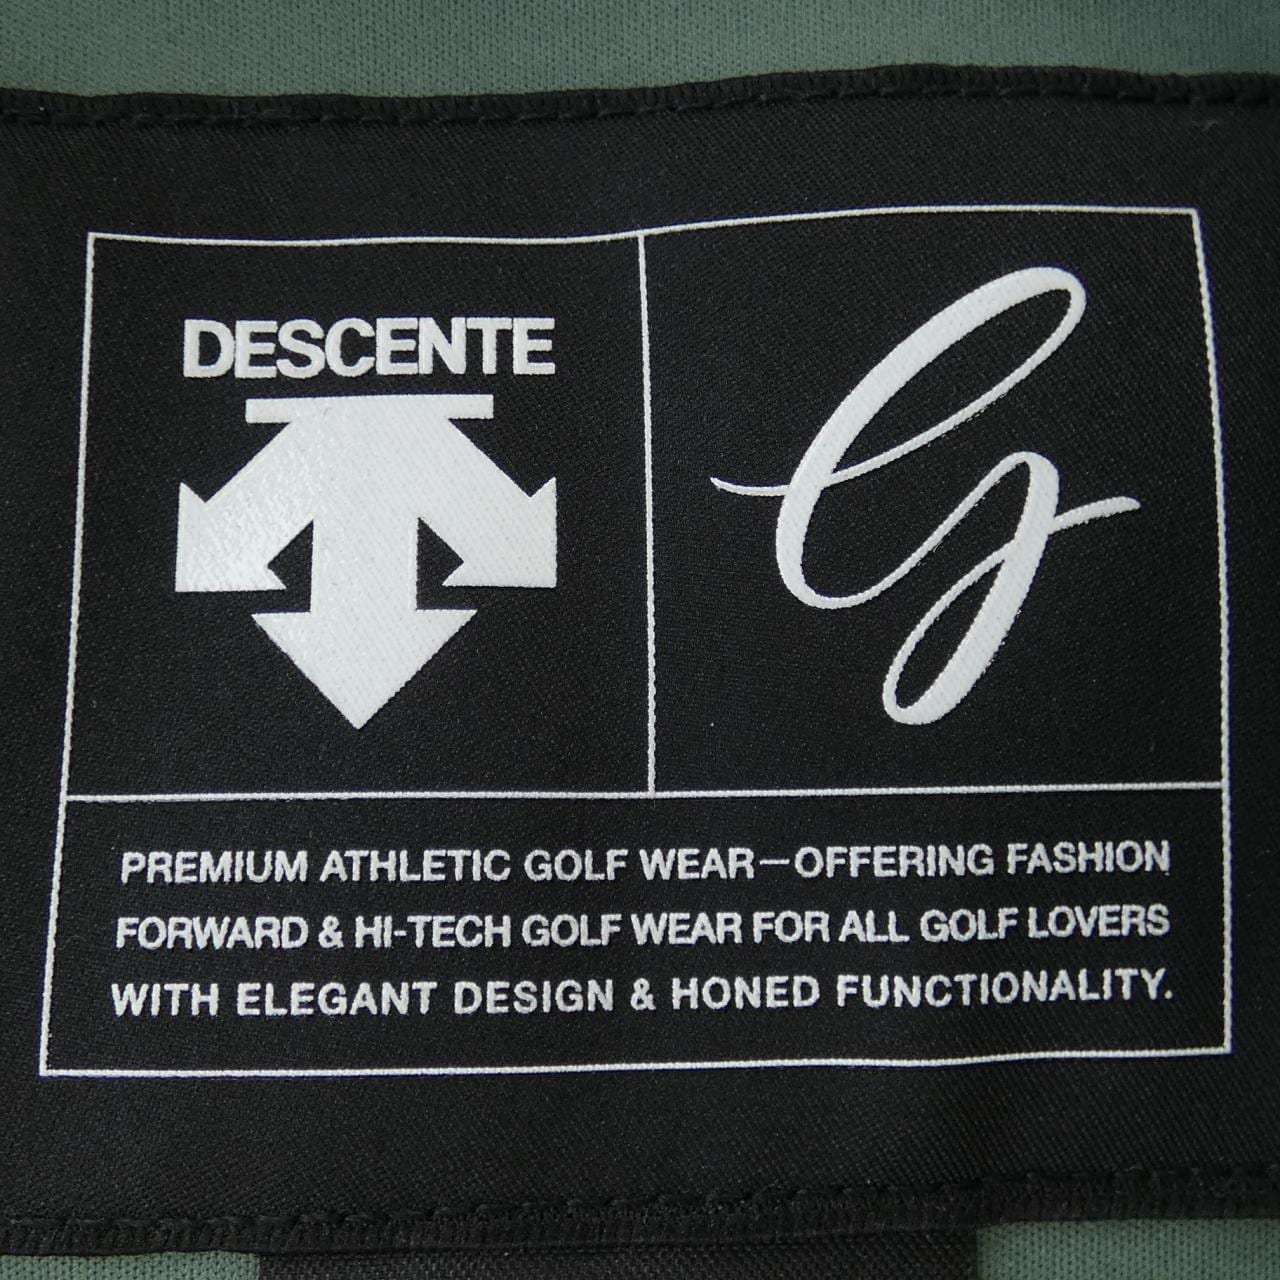 DESCENTE
G
PREMIUM ATHLETIC GOLF WEAR—OFFERING FASHION
FORWARD & HI-TECH GOLF WEAR FOR ALL GOLF LOVERS
WITH ELEGANT DESIGN & HONED FUNCTIONALITY.